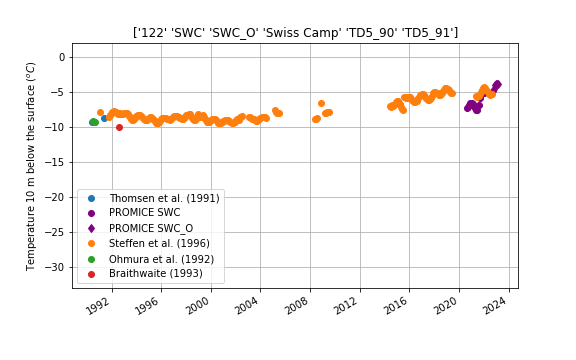 ['122' 'SWC' 'SWC_O' 'Swiss Camp' 'TD5_90' 'TD5_91']
Temperature 10 m below the surface (°C)
0
−5
−10
−15
−20
−25
−30
Thomsen et al. (1991)
PROMICE SWC
PROMICE SWC_O
Steffen et al. (1996)
Ohmura et al. (1992)
Braithwaite (1993)
1992
1996
2000
2004
2008
2012
2016
2020
2024